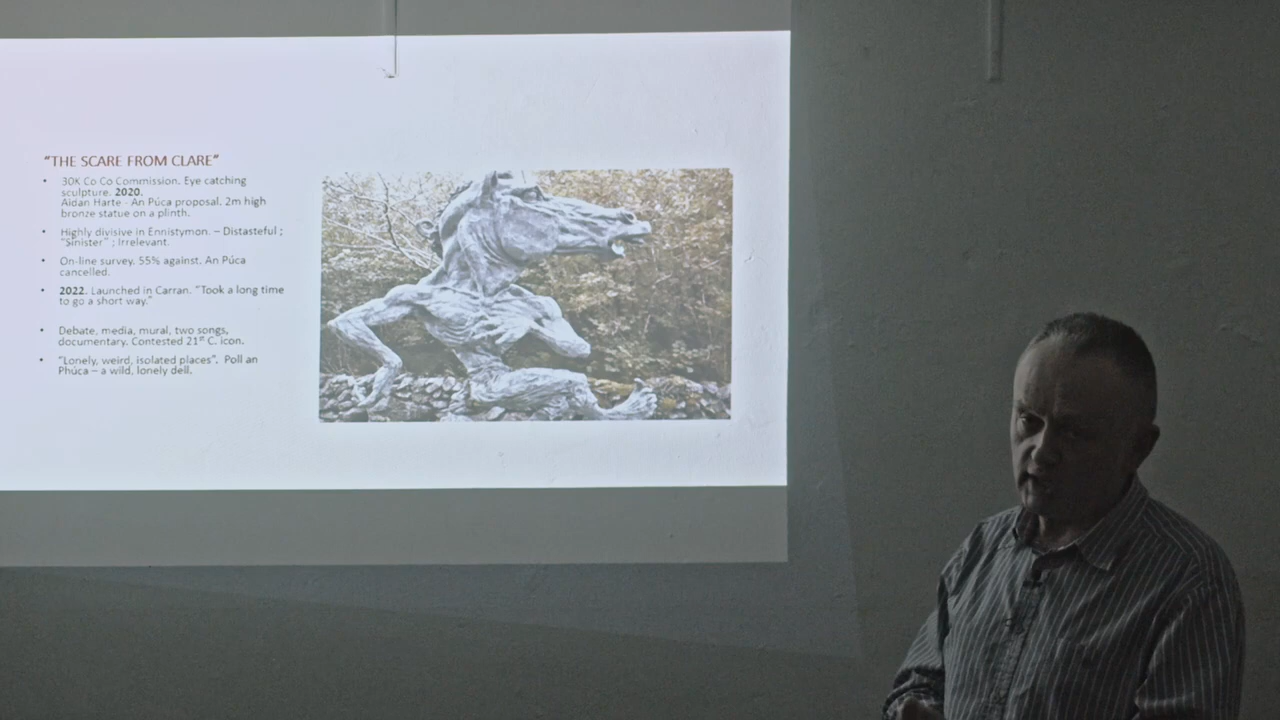 "THE SCARE FROM CLARE"
• 30K Co Co Commission. Eye catching
sculpture. 2020.
Aidan Harte - An Púca proposal. 2m high
bronze statue on a plinth.
• Highly divisive in Ennistymon. – Distasteful ;
"Sinister" ; Irrelevant.
• On-line survey. 55% against. An Púca
cancelled.
• 2022. Launched in Carran. "Took a long time
to go a short way."
• Debate, media, mural, two songs,
documentary. Contested 21st C. icon.
• "Lonely, weird, isolated places". Poll an
Phúca – a wild, lonely dell.